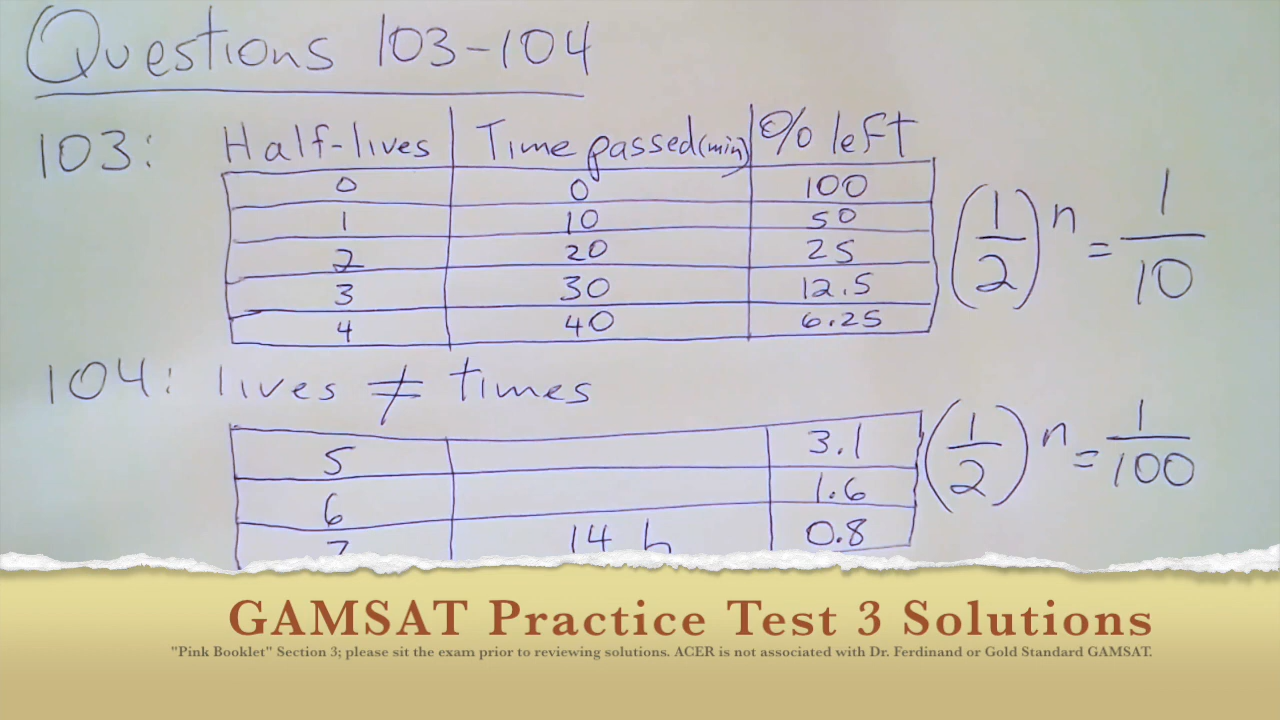 Questions 103-104
103: Half-lives Time passed (min) % left
0 0 100
1 10 50
2 20 25
3 30 12.5
4 40 6.25
(1/2)^n = 1/10
104: lives ≠ times
5 3.1
6 1.6
7 14 h 0.8
(1/2)^n = 1/100
GAMSAT Practice Test 3 Solutions
"Pink Booklet" Section 3; please sit the exam prior to reviewing solutions. ACER is not associated with Dr. Ferdinand or Gold Standard GAMSAT.